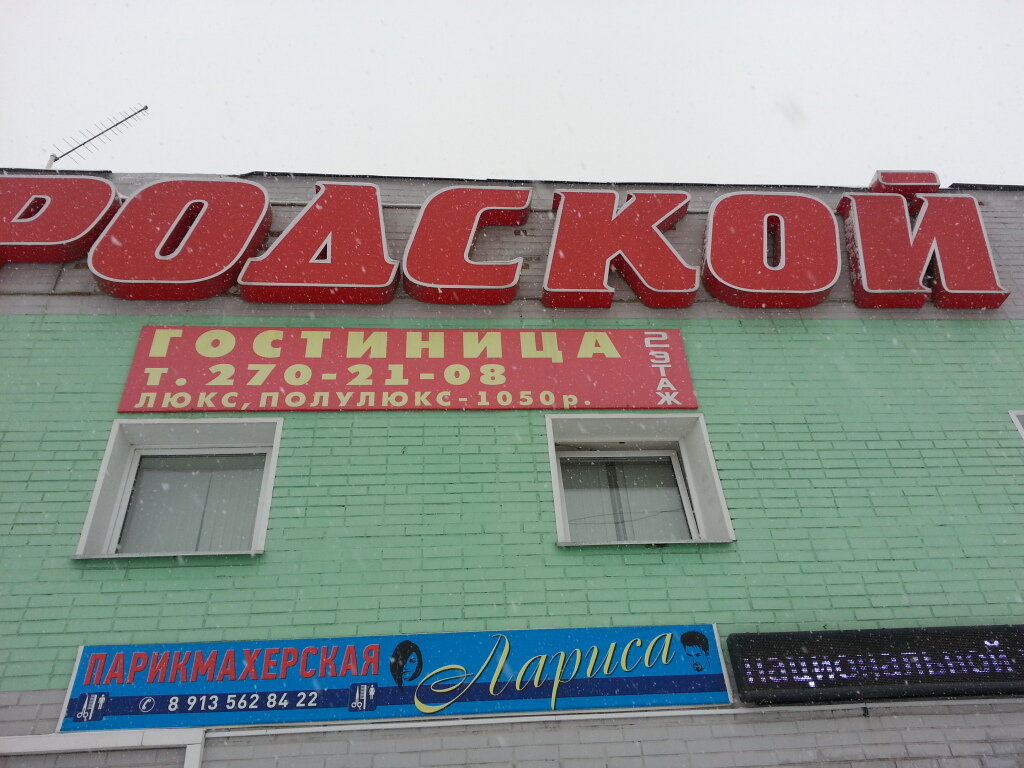 РОДСКОЙ
ГОСТИНИЦА
т. 270-21-08
ЛЮКС, ПОЛУЛЮКС-1050р.
2 ЭТАЖ
ПАРИКМАХЕРСКАЯ
8 913 562 84 22
Лариса
национальной